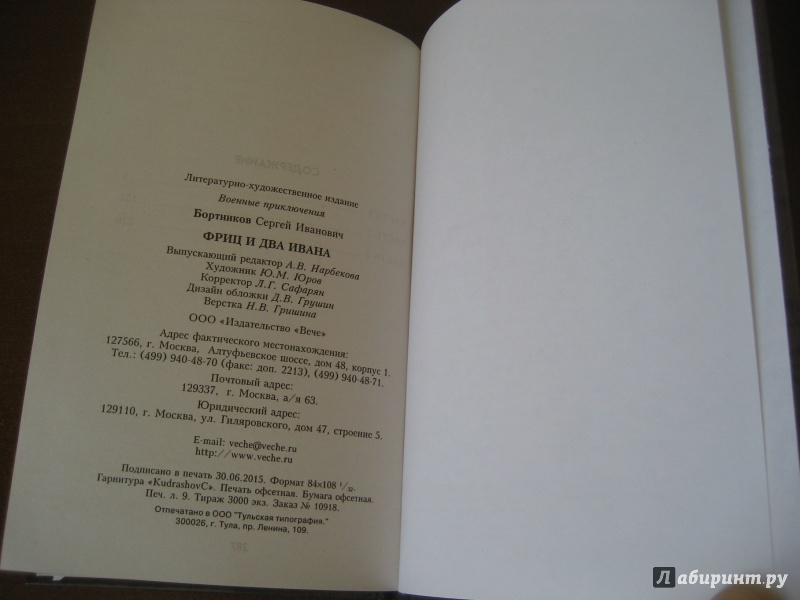 Литературно-художественное издание
Военные приключения
Бортников Сергей Иванович
ФРИЦ И ДВА ИВАНА
Выпускающий редактор А.В. Нарбекова
Художник Ю.М. Юров
Корректор Л.Г. Сафарян
Дизайн обложки Д.В. Грушин
Верстка Н.В. Гришина
ООО «Издательство «Вече»
Адрес фактического местонахождения:
127566, г. Москва, Алтуфьевское шоссе, дом 48, корпус 1.
Тел.: (499) 940-48-70 (факс: доп. 2213), (499) 940-48-71.
Почтовый адрес:
129337, г. Москва, а/я 63.
Юридический адрес:
129110, г. Москва, ул. Гиляровского, дом 47, строение 5.
E-mail: veche@veche.ru
http://www.veche.ru
Подписано в печать 30.06.2015. Формат 84×108 1/32.
Гарнитура «KudrashovC». Печать офсетная. Бумага офсетная.
Печ. л. 9. Тираж 3000 экз. Заказ № 10918.
Отпечатано в ООО "Тульская типография."
300026, г. Тула, пр. Ленина, 109.
Лабиринт.ру